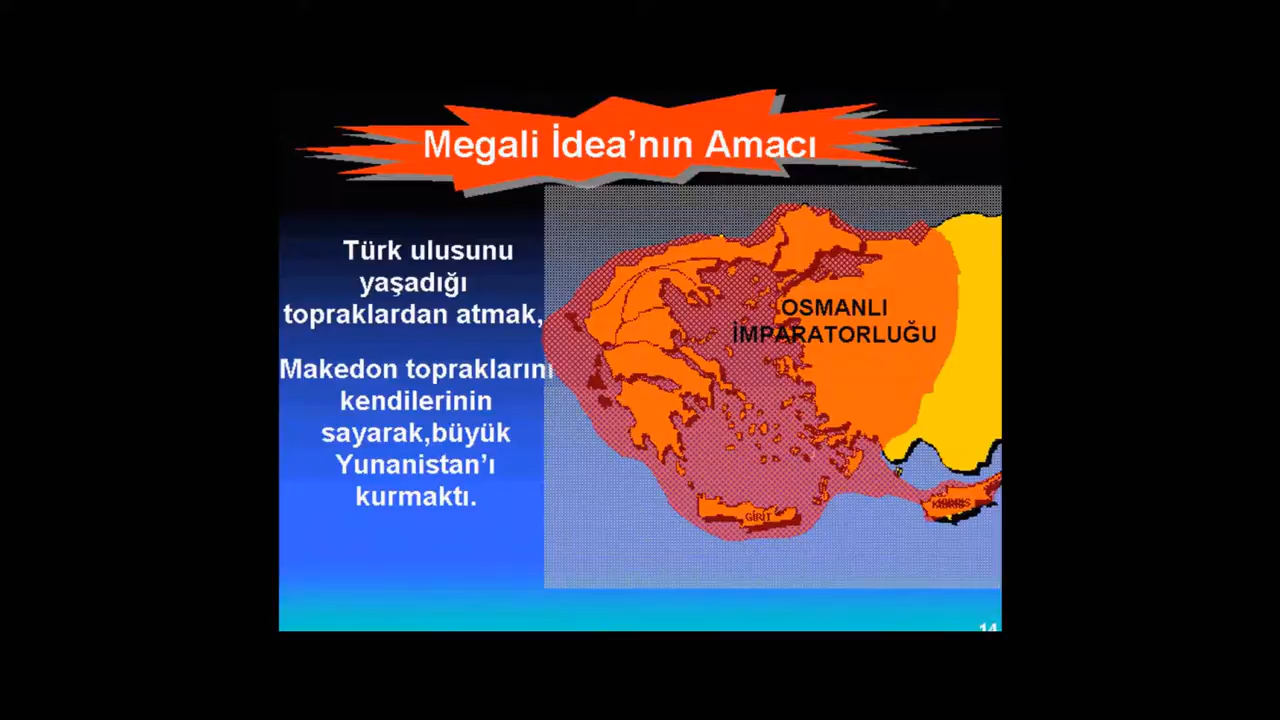 Megali İdea’nın Amacı
Türk ulusunu
yaşadığı
topraklardan atmak,
Makedon topraklarını
kendilerinin
sayarak,büyük
Yunanistan’ı
kurmaktı.
OSMANLI
İMPARATORLUĞU
GİRİT
14